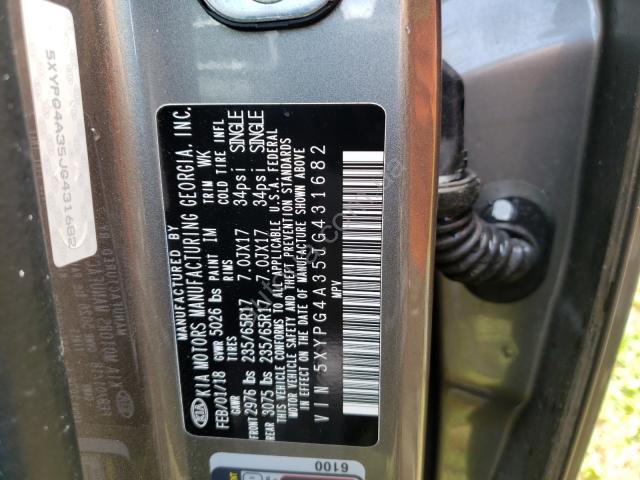 MANUFACTURED BY
KIA KIA MOTORS MANUFACTURING GEORGIA, INC.
FEB/01/18 GVWR 5026 lbs PAINT IM TRIM WK
GAWR TIRES RIMS COLD TIRE INFL
FRONT 2976 lbs 235/65R17 7.0JX17 34psi SINGLE
REAR 3075 lbs 235/65R17 7.0JX17 34psi SINGLE
THIS VEHICLE CONFORMS TO ALL APPLICABLE U.S.A. FEDERAL
MOTOR VEHICLE SAFETY AND THEFT PREVENTION STANDARDS
IN EFFECT ON THE DATE OF MANUFACTURE SHOWN ABOVE
VIN 5XYPG4A35JG431682
MPV
5XYPG4A35JG431682
6100